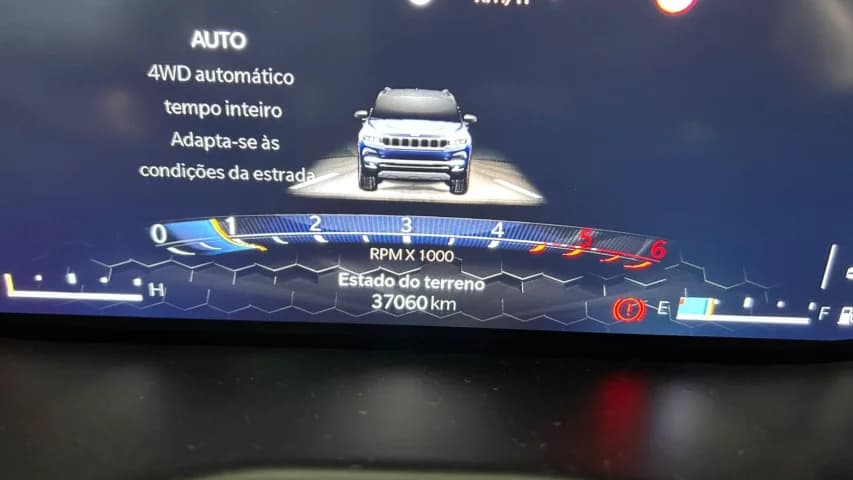 km/h
AUTO
4WD automático
tempo inteiro
Adapta-se às
condições da estrada
0 1 2 3 4 5 6
RPM X 1000
Estado do terreno
37060 km
H
E
F